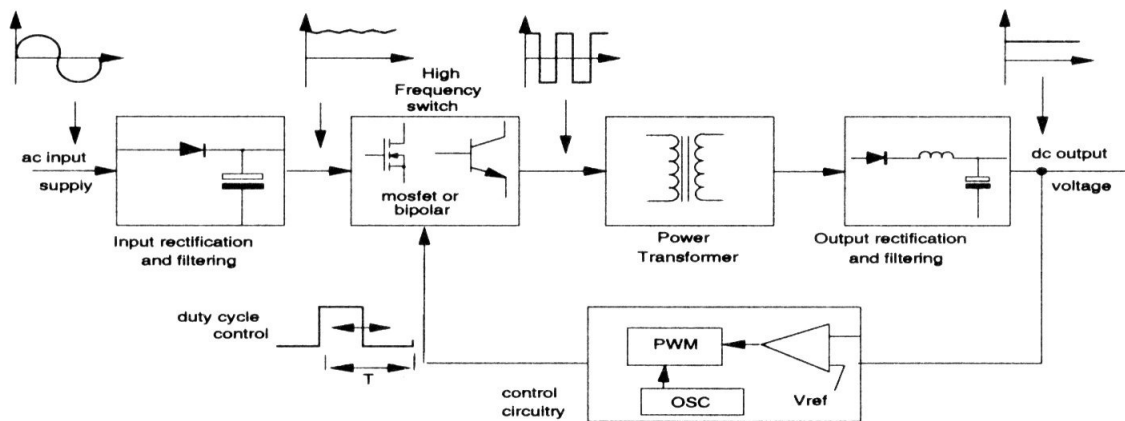 High
Frequency
switch
ac input
supply
mosfet or
bipolar
dc output
voltage
Input rectification
and filtering
Power
Transformer
Output rectification
and filtering
duty cycle
control
T
PWM
OSC
Vref
control
circuitry